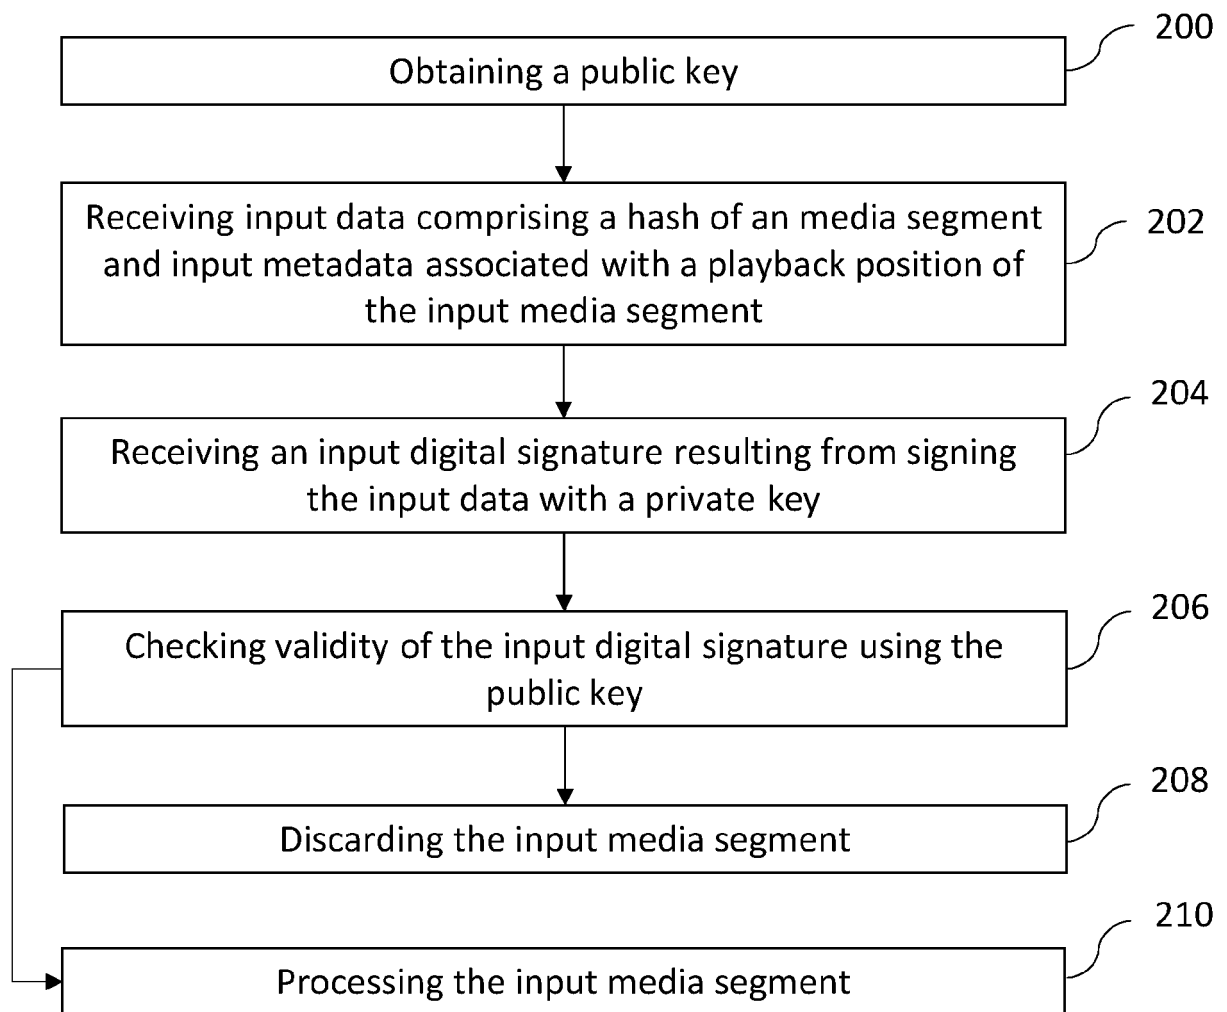 200
Obtaining a public key
202
Receiving input data comprising a hash of an media segment
and input metadata associated with a playback position of
the input media segment
204
Receiving an input digital signature resulting from signing
the input data with a private key
206
Checking validity of the input digital signature using the
public key
208
Discarding the input media segment
210
Processing the input media segment